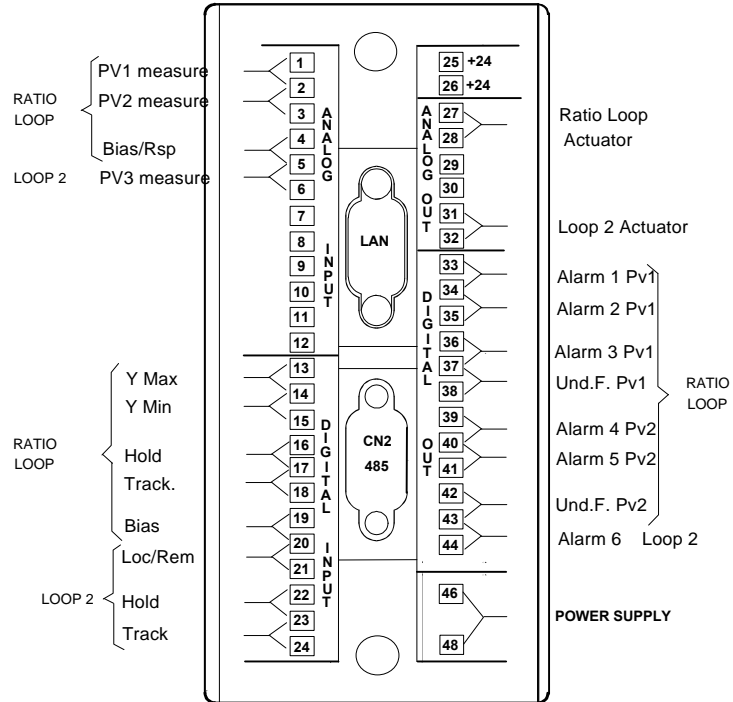 PV1 measure
PV2 measure
RATIO
LOOP
Bias/Rsp
LOOP 2 PV3 measure
Y Max
Y Min
RATIO
LOOP
Hold
Track.
Bias
Loc/Rem
LOOP 2 Hold
Track
1
2
3
4
5
6
7
8
9
10
11
12
ANALOG INPUT
13
14
15
16
17
18
19
20
21
22
23
24
DIGITAL INPUT
LAN
CN2
485
25 +24
26 +24
ANALOG OUT
27
28
29
30
31
32
DIGITAL OUT
33
34
35
36
37
38
39
40
41
42
43
44
46
48
Ratio Loop
Actuator
Loop 2 Actuator
Alarm 1 Pv1
Alarm 2 Pv1
Alarm 3 Pv1
Und.F. Pv1
RATIO
LOOP
Alarm 4 Pv2
Alarm 5 Pv2
Und.F. Pv2
Alarm 6 Loop 2
POWER SUPPLY